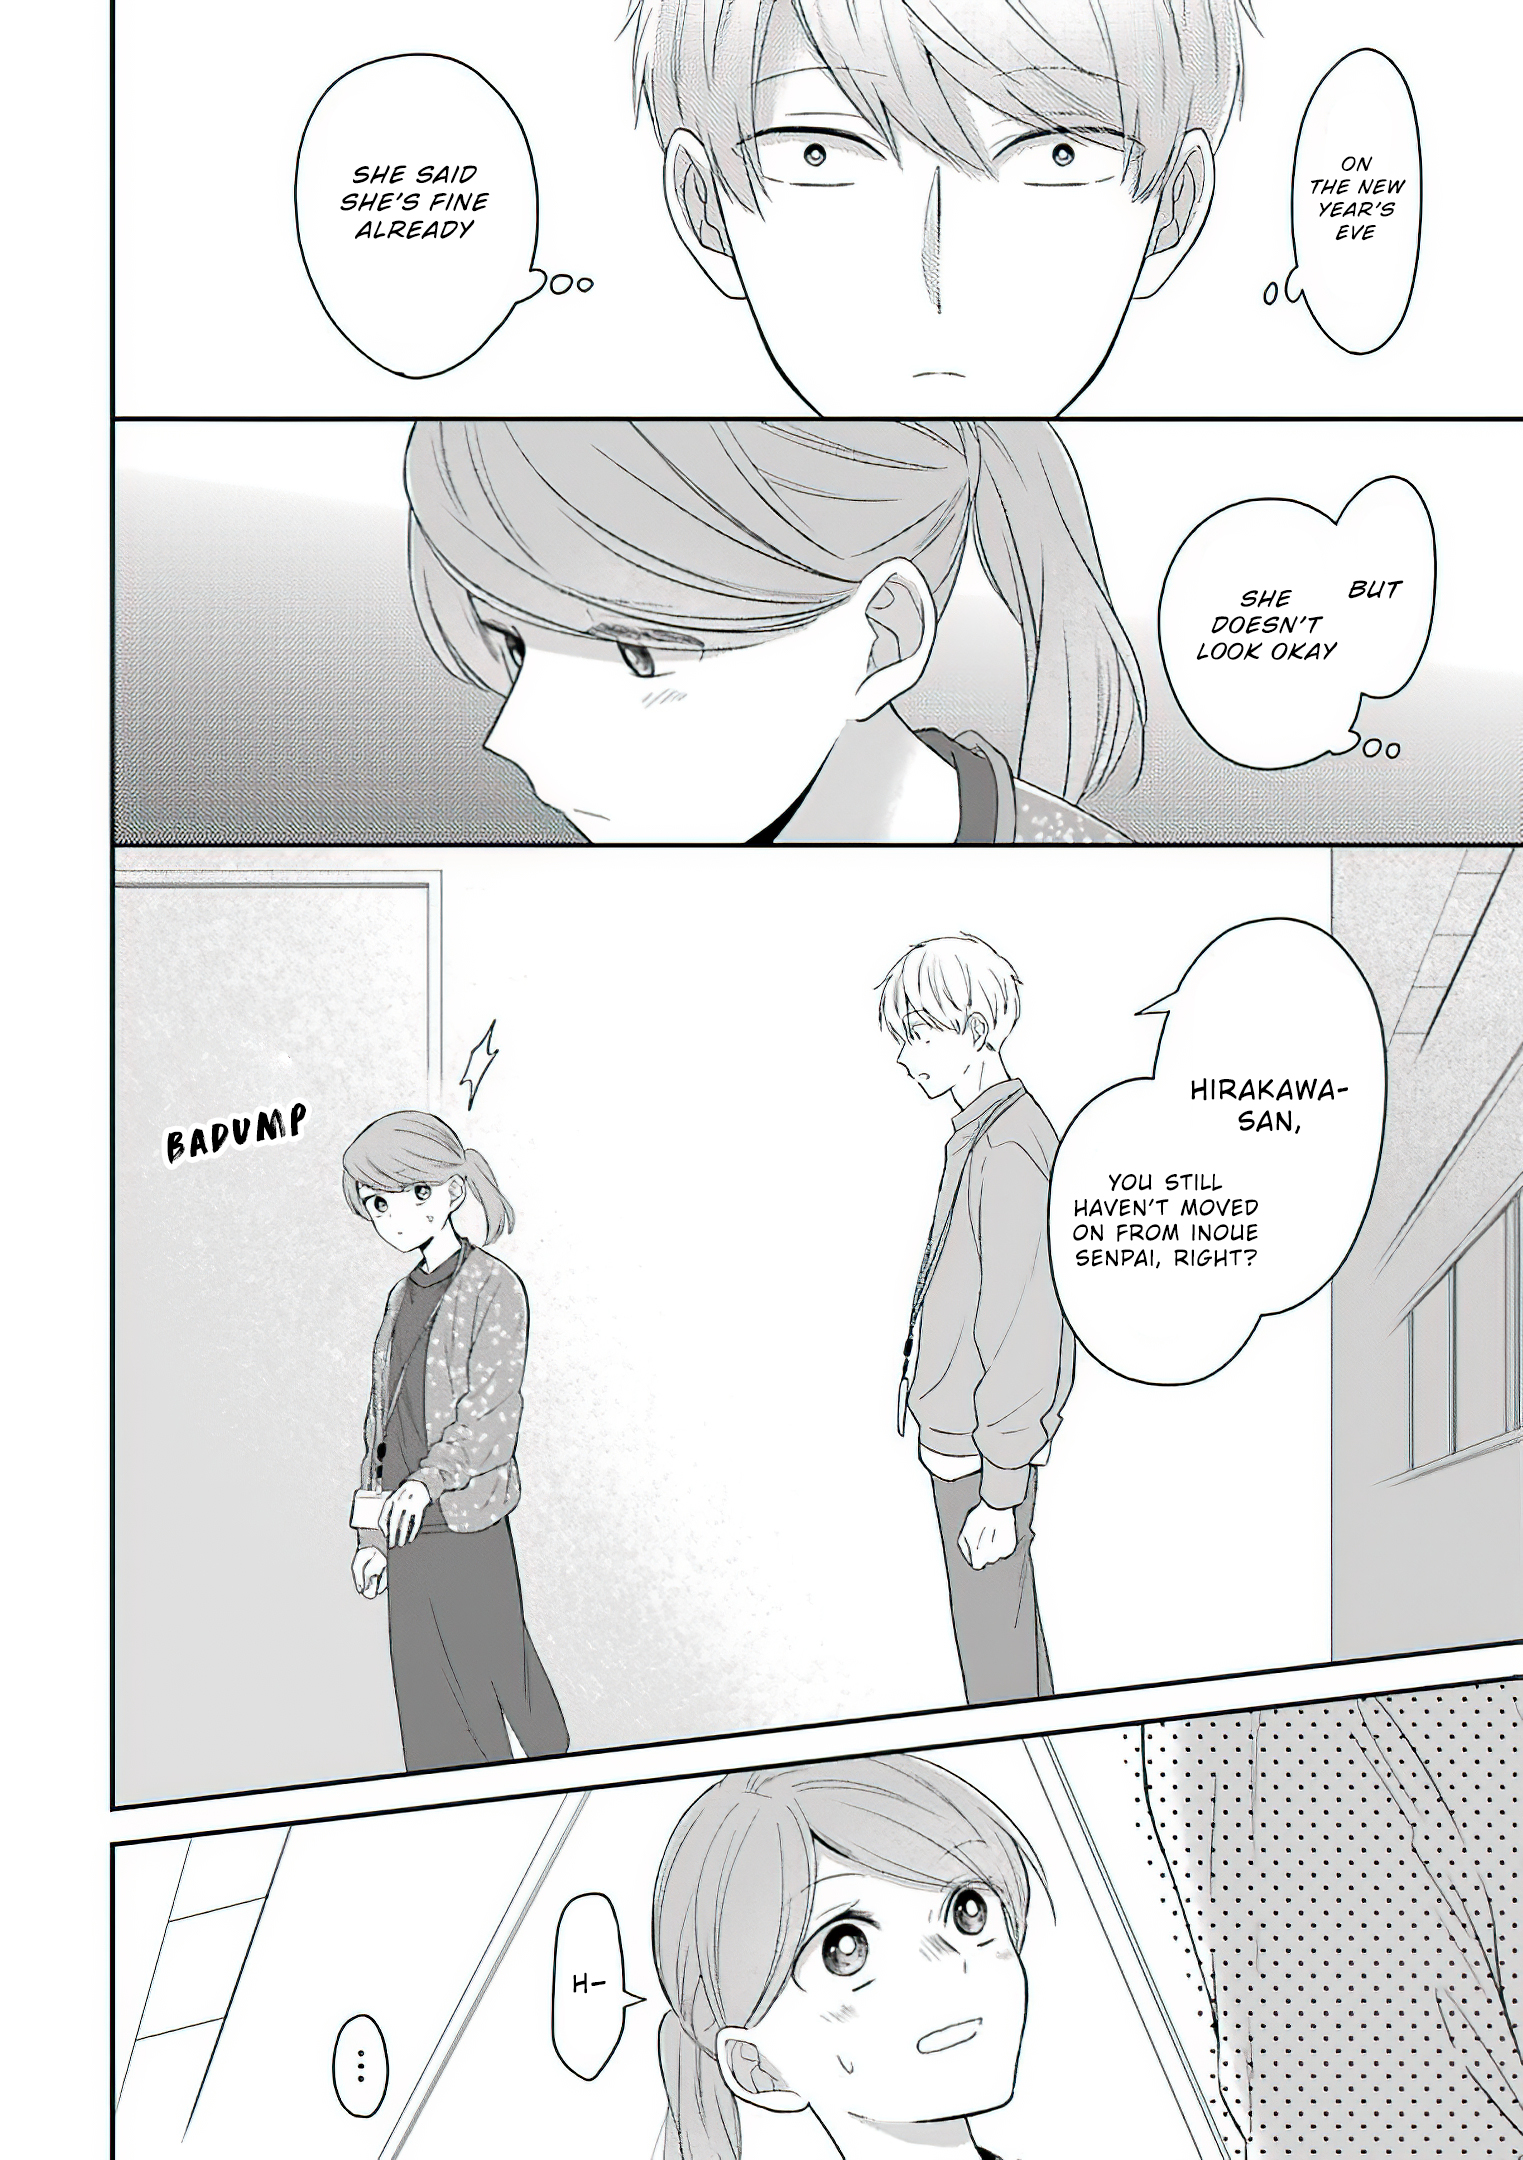 ON
THE NEW
YEAR'S
EVE
SHE SAID
SHE'S FINE
ALREADY
BUT
SHE
DOESN'T
LOOK OKAY
HIRAKAWA-
SAN,
YOU STILL
HAVEN'T MOVED
ON FROM INOUE
SENPAI, RIGHT?
BADUMP
H-
...